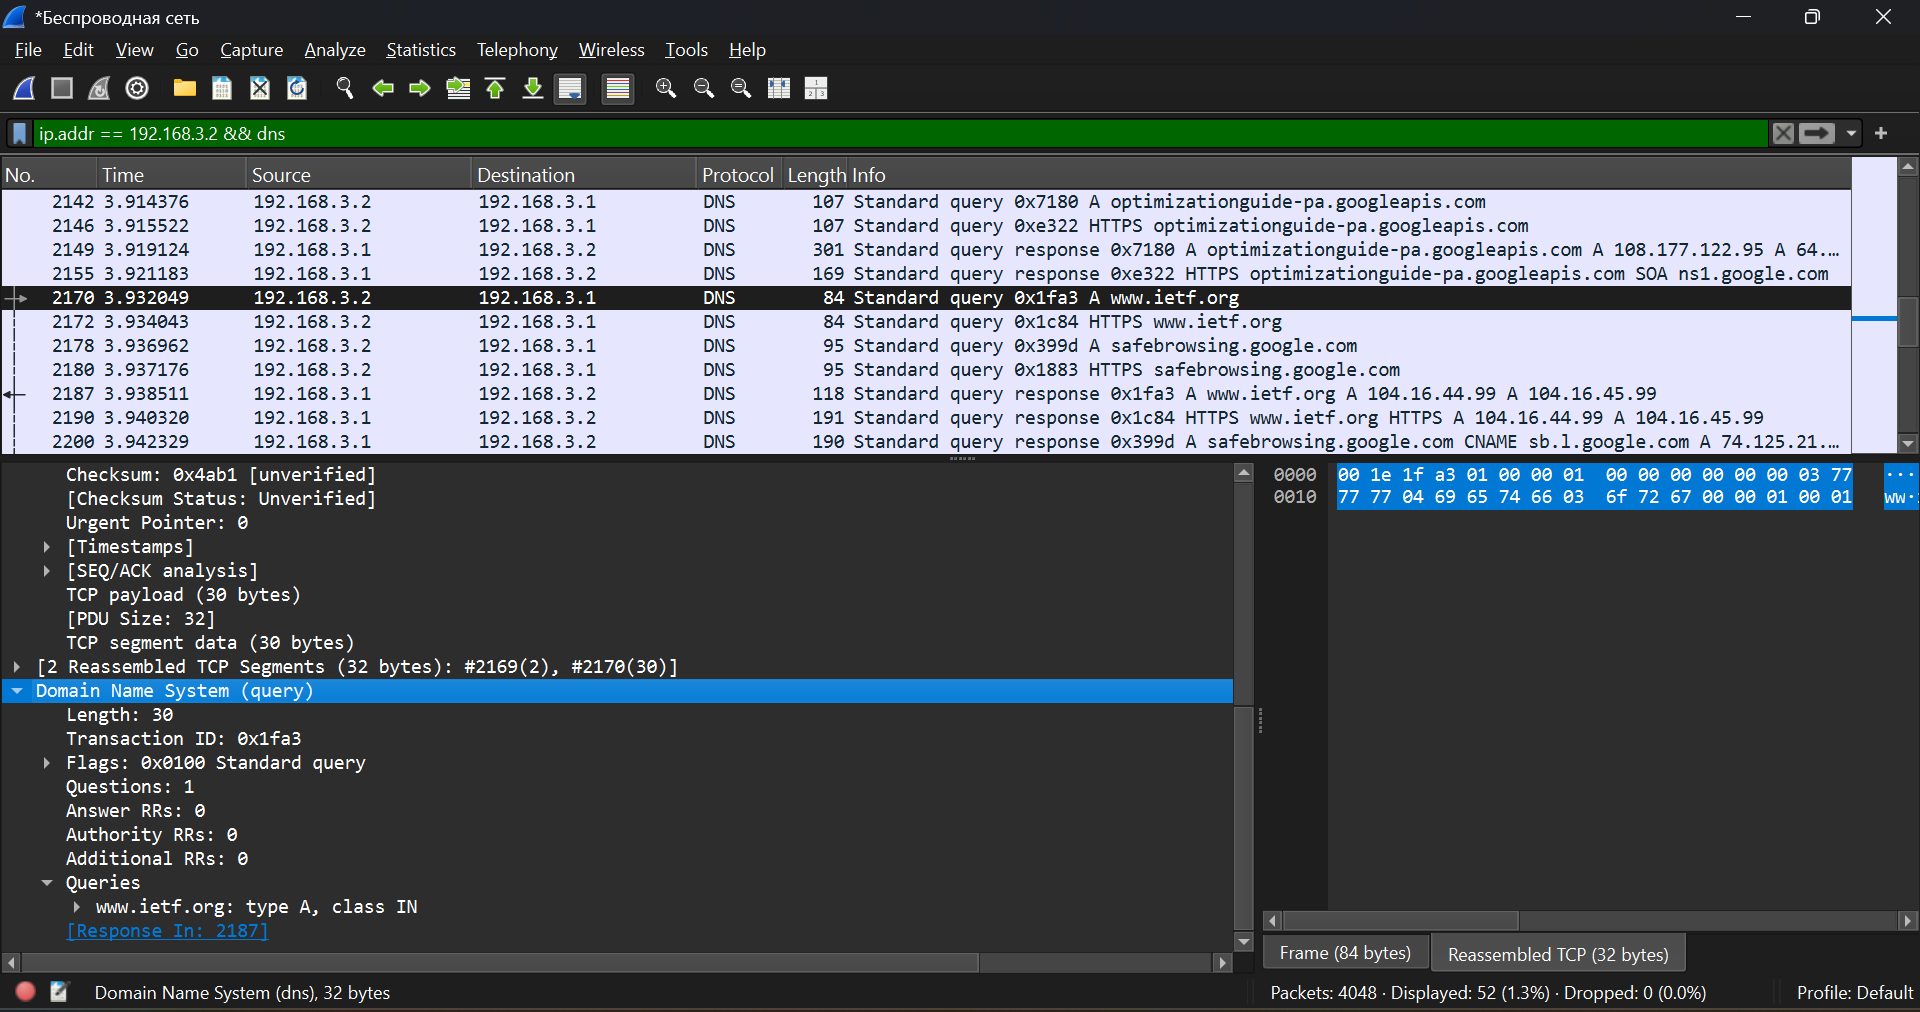 *Беспроводная сеть
File Edit View Go Capture Analyze Statistics Telephony Wireless Tools Help
ip.addr == 192.168.3.2 && dns
No. Time Source Destination Protocol Length Info
2142 3.914376 192.168.3.2 192.168.3.1 DNS 107 Standard query 0x7180 A optimizationguide-pa.googleapis.com
2146 3.915522 192.168.3.2 192.168.3.1 DNS 107 Standard query 0xe322 HTTPS optimizationguide-pa.googleapis.com
2149 3.919124 192.168.3.1 192.168.3.2 DNS 301 Standard query response 0x7180 A optimizationguide-pa.googleapis.com A 108.177.122.95 A 64.…
2155 3.921183 192.168.3.1 192.168.3.2 DNS 169 Standard query response 0xe322 HTTPS optimizationguide-pa.googleapis.com SOA ns1.google.com
2170 3.932049 192.168.3.2 192.168.3.1 DNS 84 Standard query 0x1fa3 A www.ietf.org
2172 3.934043 192.168.3.2 192.168.3.1 DNS 84 Standard query 0x1c84 HTTPS www.ietf.org
2178 3.936962 192.168.3.2 192.168.3.1 DNS 95 Standard query 0x399d A safebrowsing.google.com
2180 3.937176 192.168.3.2 192.168.3.1 DNS 95 Standard query 0x1883 HTTPS safebrowsing.google.com
2187 3.938511 192.168.3.1 192.168.3.2 DNS 118 Standard query response 0x1fa3 A www.ietf.org A 104.16.44.99 A 104.16.45.99
2190 3.940320 192.168.3.1 192.168.3.2 DNS 191 Standard query response 0x1c84 HTTPS www.ietf.org HTTPS A 104.16.44.99 A 104.16.45.99
2200 3.942329 192.168.3.1 192.168.3.2 DNS 190 Standard query response 0x399d A safebrowsing.google.com CNAME sb.l.google.com A 74.125.21.…
Checksum: 0x4ab1 [unverified]
[Checksum Status: Unverified]
Urgent Pointer: 0
[Timestamps]
[SEQ/ACK analysis]
TCP payload (30 bytes)
[PDU Size: 32]
TCP segment data (30 bytes)
[2 Reassembled TCP Segments (32 bytes): #2169(2), #2170(30)]
Domain Name System (query)
Length: 30
Transaction ID: 0x1fa3
Flags: 0x0100 Standard query
Questions: 1
Answer RRs: 0
Authority RRs: 0
Additional RRs: 0
Queries
www.ietf.org: type A, class IN
[Response In: 2187]
0000 00 1e 1f a3 01 00 00 01 00 00 00 00 00 00 03 77 ···
0010 77 77 04 69 65 74 66 03 6f 72 67 00 00 01 00 01 ww·
Frame (84 bytes) Reassembled TCP (32 bytes)
Domain Name System (dns), 32 bytes
Packets: 4048 · Displayed: 52 (1.3%) · Dropped: 0 (0.0%)
Profile: Default